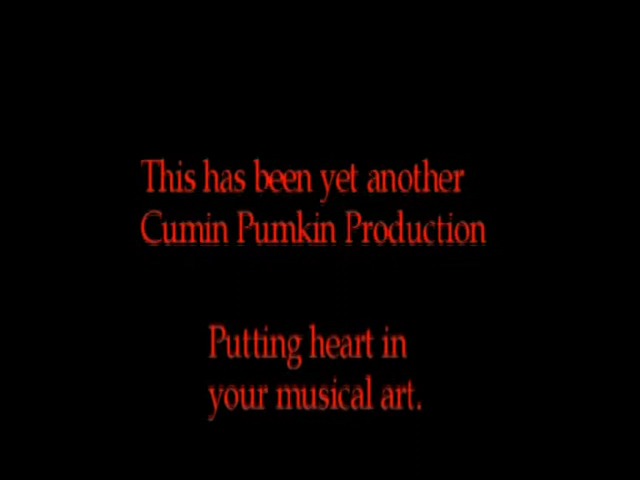 This has been yet another
Cumin Pumkin Production
Putting heart in
your musical art.